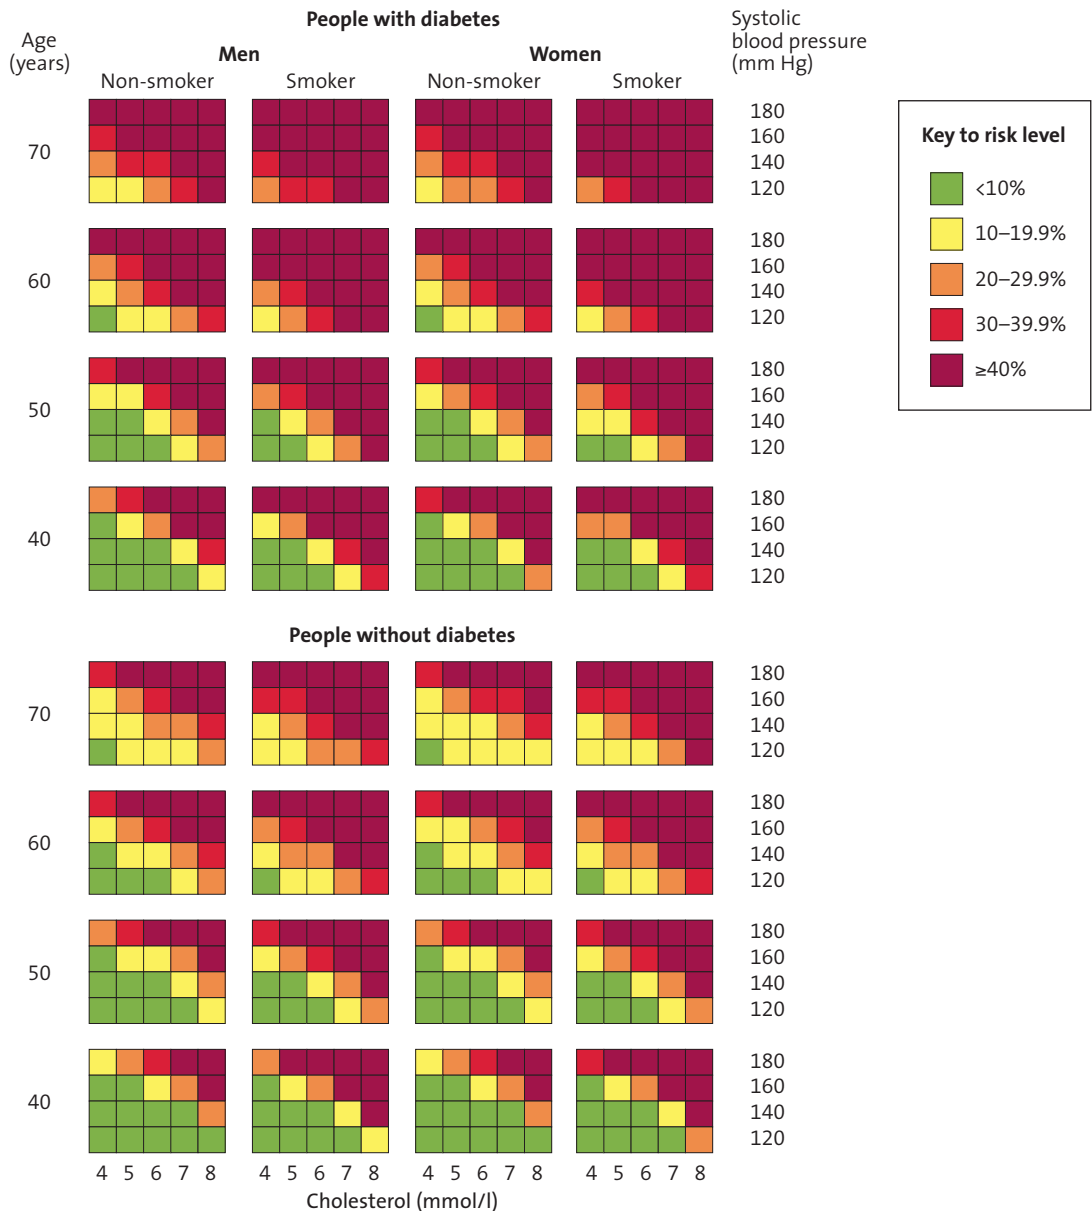 People with diabetes
Age
(years)
Men
Women
Systolic
blood pressure
(mm Hg)
Non-smoker
Smoker
Non-smoker
Smoker
70
180
160
140
120
60
180
160
140
120
50
180
160
140
120
40
180
160
140
120
People without diabetes
70
180
160
140
120
60
180
160
140
120
50
180
160
140
120
40
180
160
140
120
4 5 6 7 8
4 5 6 7 8
4 5 6 7 8
4 5 6 7 8
Cholesterol (mmol/l)
Key to risk level
<10%
10–19.9%
20–29.9%
30–39.9%
≥40%